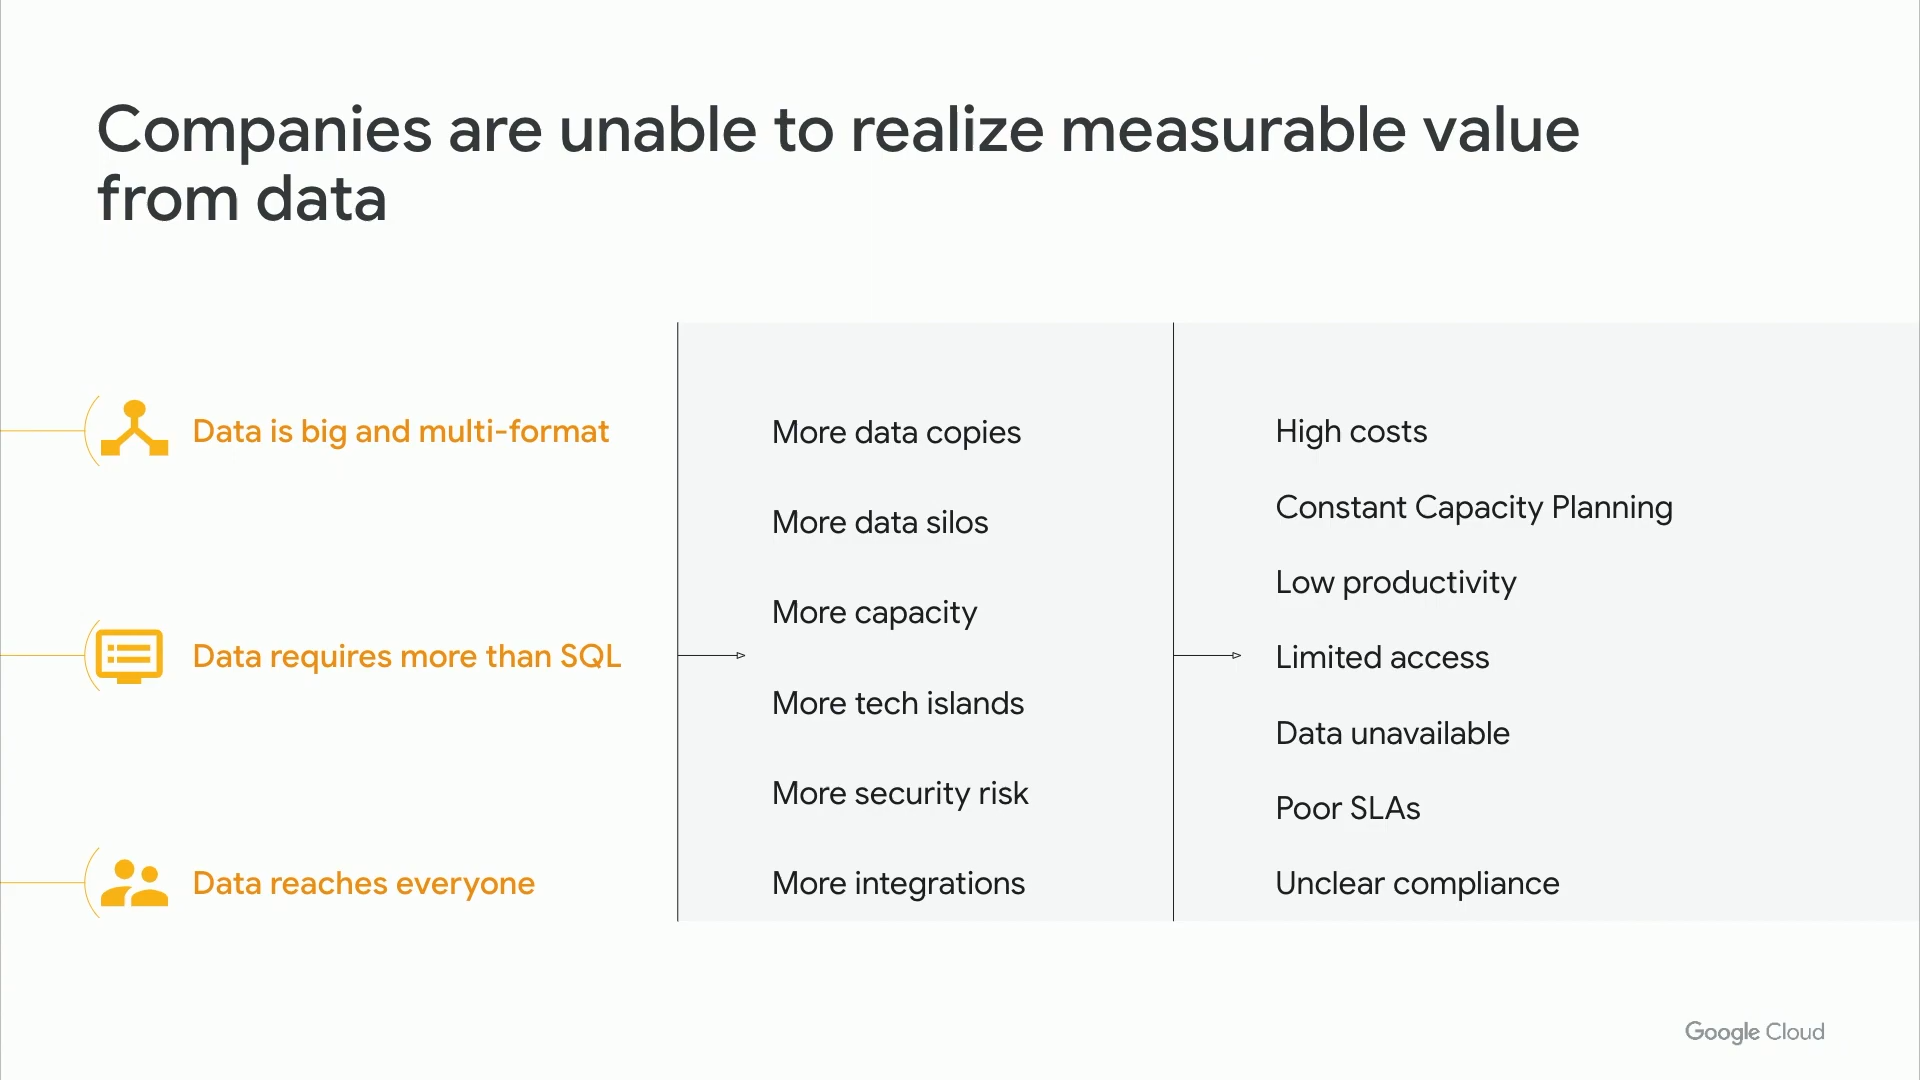 Companies are unable to realize measurable value
from data
Data is big and multi-format
Data requires more than SQL
Data reaches everyone
More data copies
More data silos
More capacity
More tech islands
More security risk
More integrations
High costs
Constant Capacity Planning
Low productivity
Limited access
Data unavailable
Poor SLAs
Unclear compliance
Google Cloud